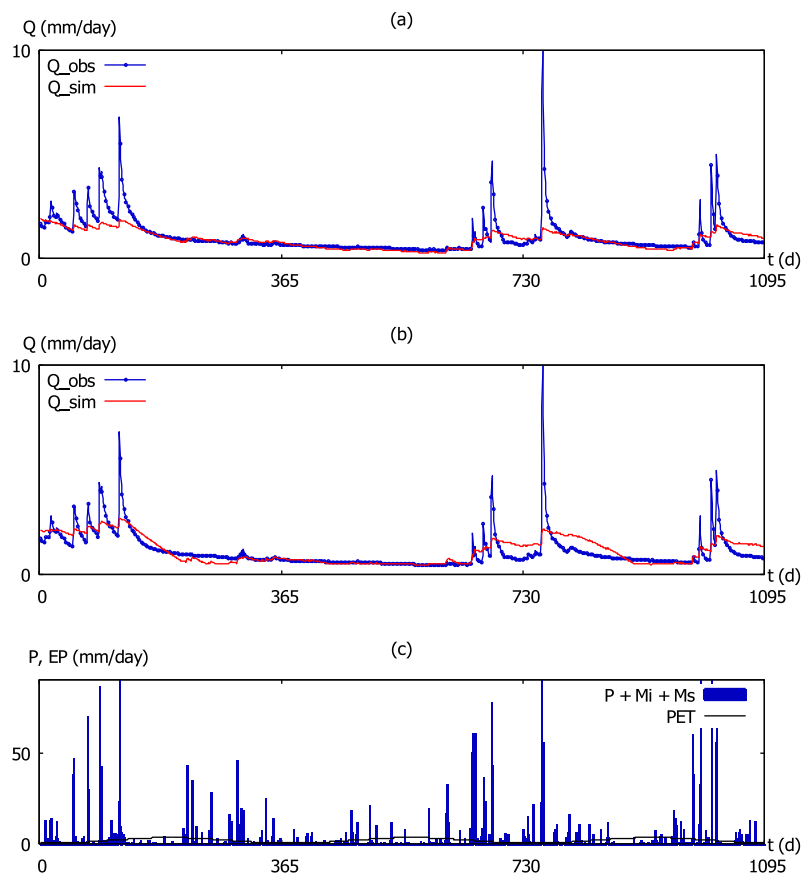 (a)
Q (mm/day)
10
Q_obs
Q_sim
0
t (d)
0 365 730 1095
(b)
Q (mm/day)
10
Q_obs
Q_sim
0
t (d)
0 365 730 1095
(c)
P, EP (mm/day)
P + Mi + Ms
PET
50
0
t (d)
0 365 730 1095